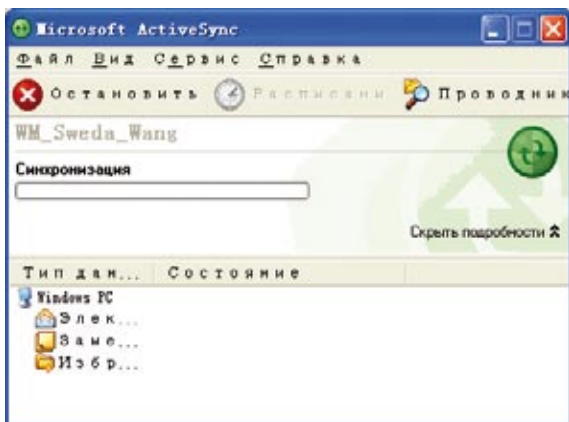 Microsoft ActiveSync
Файл Вид Сервис Справка
Остановить Расписани Проводник
WM_Sweda_Wang
Синхронизация
Скрыть подробности
Тип дан... Состояние
Windows PC
Элек...
Заме...
Избр...